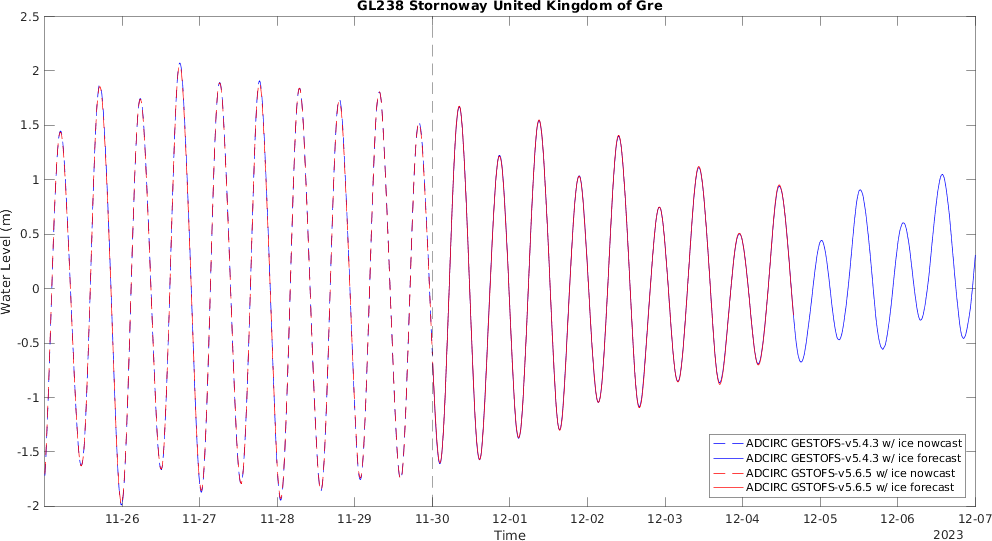 GL238 Stornoway United Kingdom of Gre
2.5
2
1.5
1
0.5
0
-0.5
-1
-1.5
-2
Water Level (m)
11-26 11-27 11-28 11-29 11-30 12-01 12-02 12-03 12-04 12-05 12-06 12-07
2023
Time
ADCIRC GESTOFS-v5.4.3 w/ ice nowcast
ADCIRC GESTOFS-v5.4.3 w/ ice forecast
ADCIRC GSTOFS-v5.6.5 w/ ice nowcast
ADCIRC GSTOFS-v5.6.5 w/ ice forecast